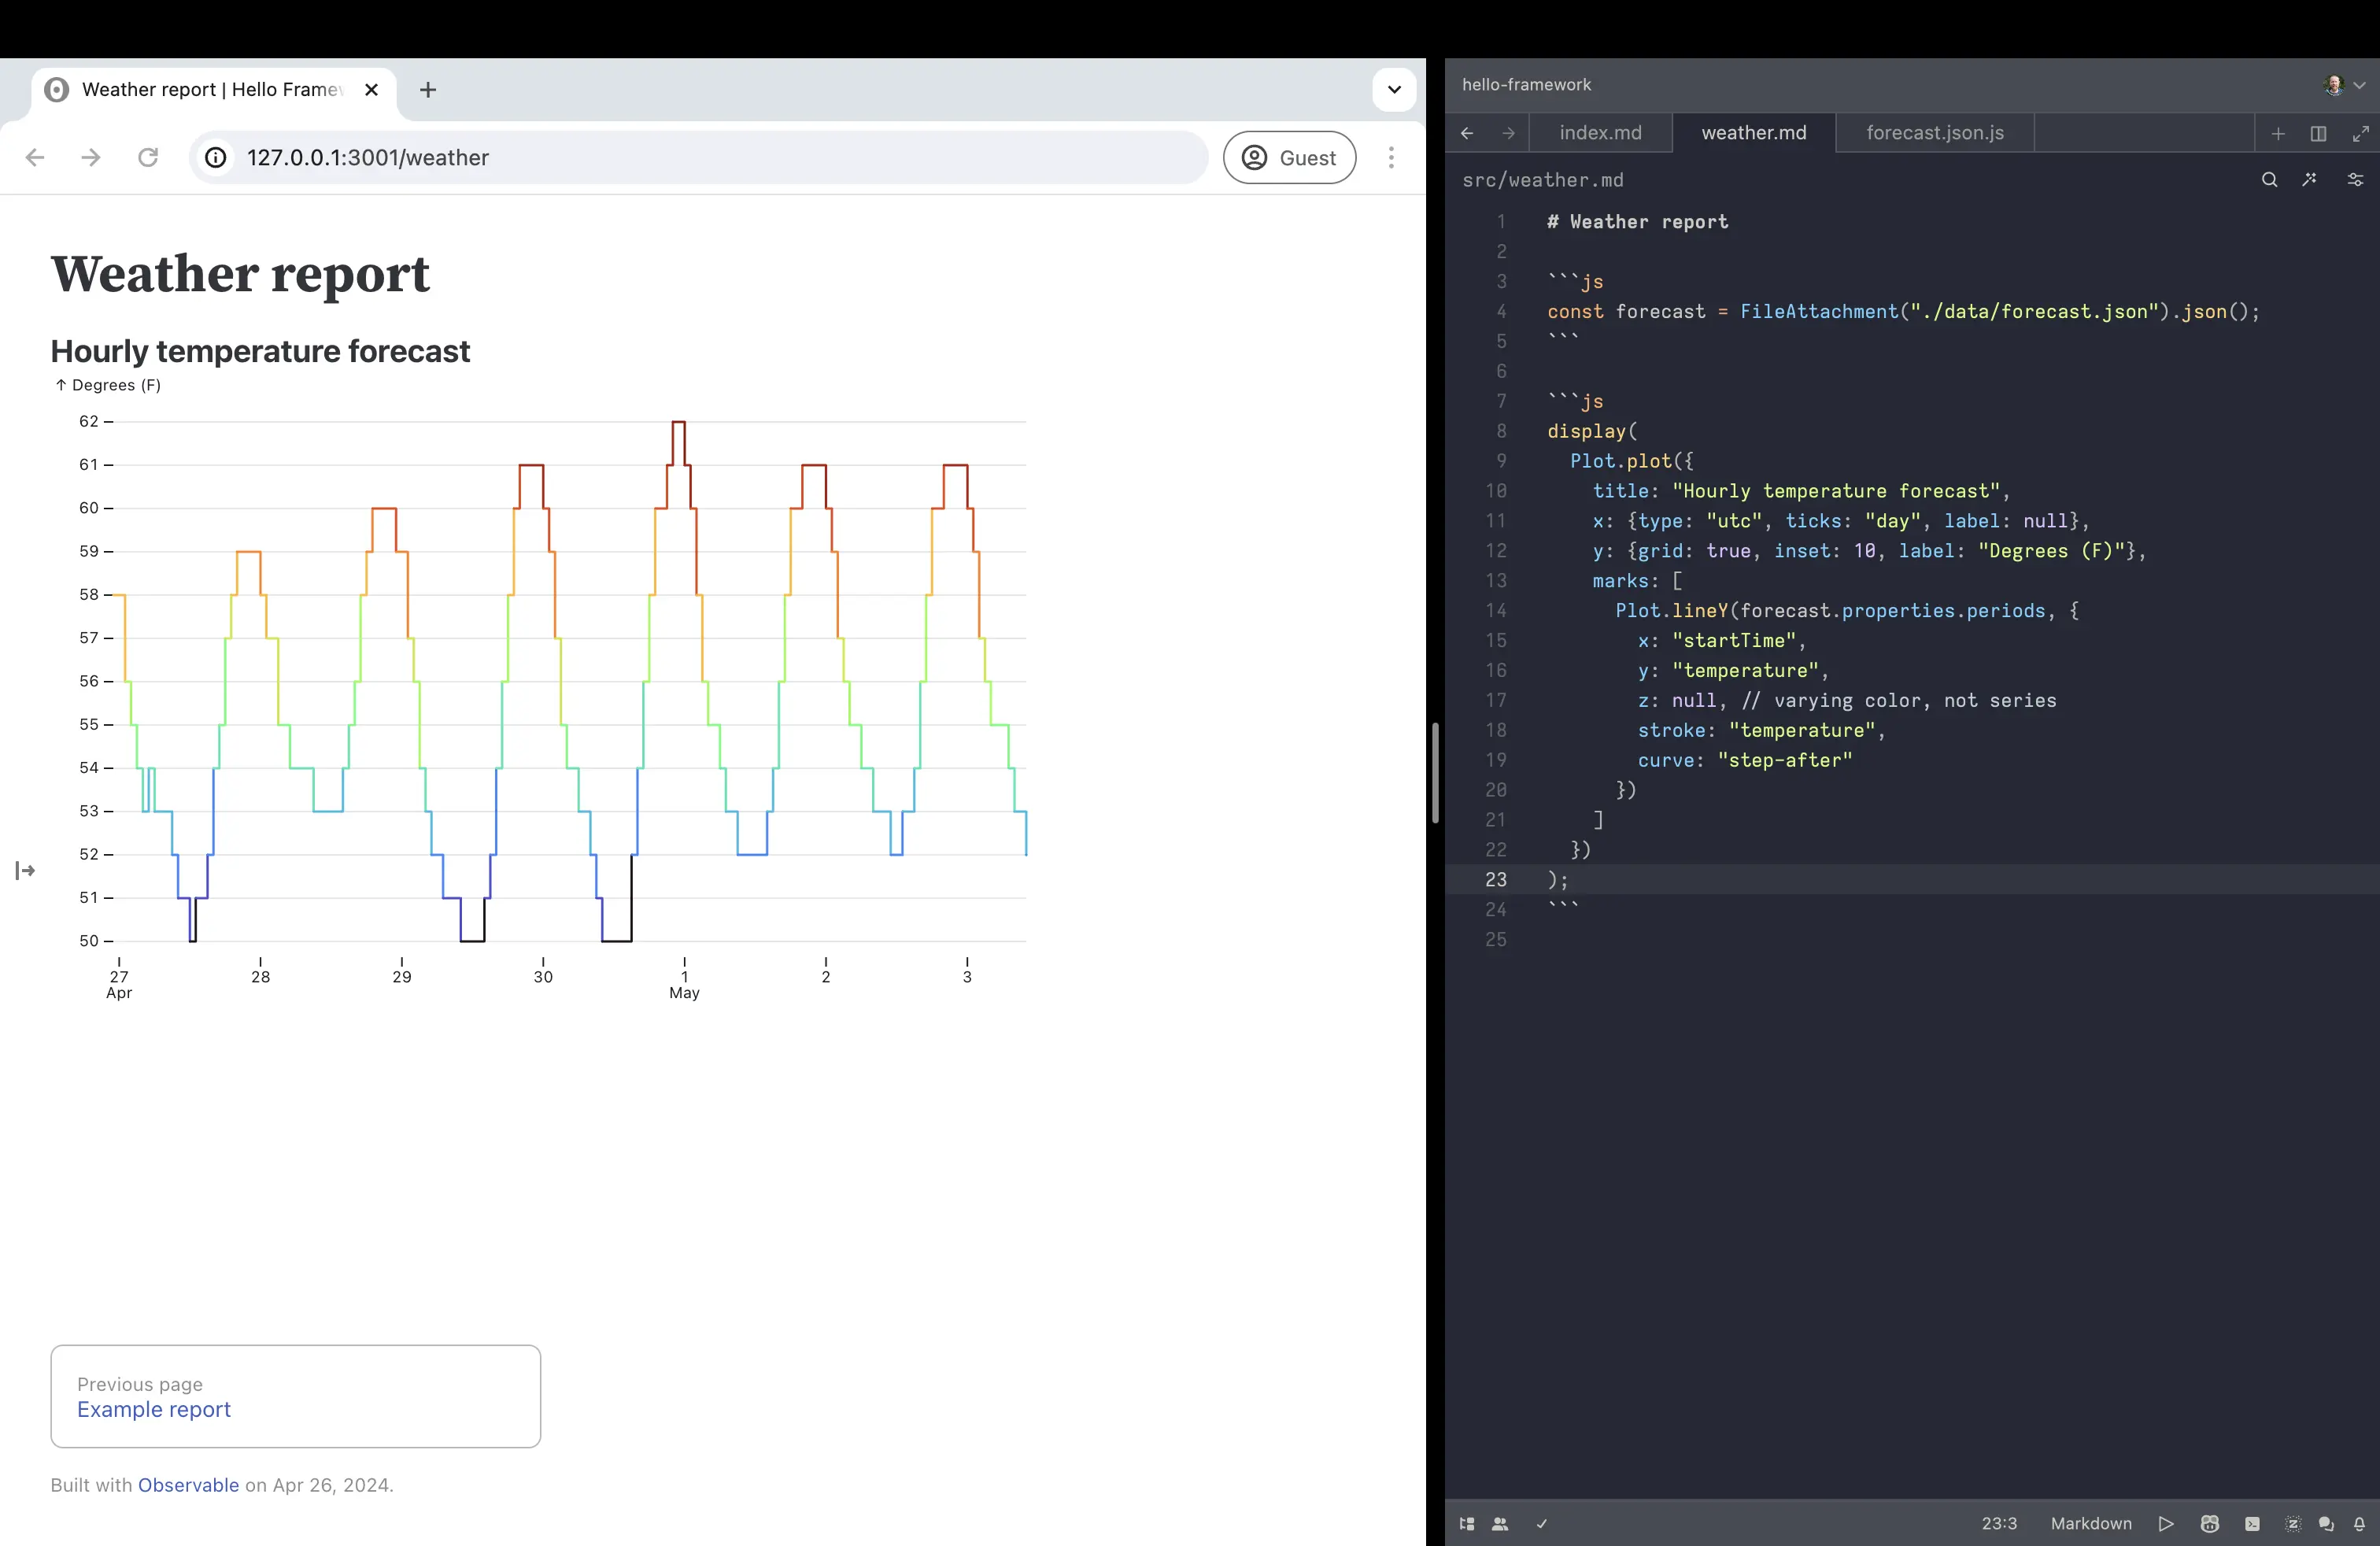 Weather report | Hello Frame
127.0.0.1:3001/weather
Guest
Weather report
Hourly temperature forecast
↑ Degrees (F)
62
61
60
59
58
57
56
55
54
53
52
51
50
27 28 29 30 1 2 3
Apr May
Previous page
Example report
Built with Observable on Apr 26, 2024.
hello-framework
index.md weather.md forecast.json.js
src/weather.md
1 # Weather report
2
3 ```js
4 const forecast = FileAttachment("./data/forecast.json").json();
5 ```
6
7 ```js
8 display(
9   Plot.plot({
10     title: "Hourly temperature forecast",
11     x: {type: "utc", ticks: "day", label: null},
12     y: {grid: true, inset: 10, label: "Degrees (F)"},
13     marks: [
14       Plot.lineY(forecast.properties.periods, {
15         x: "startTime",
16         y: "temperature",
17         z: null, // varying color, not series
18         stroke: "temperature",
19         curve: "step-after"
20       })
21     ]
22   })
23 );
24 ```
25
23:3 Markdown